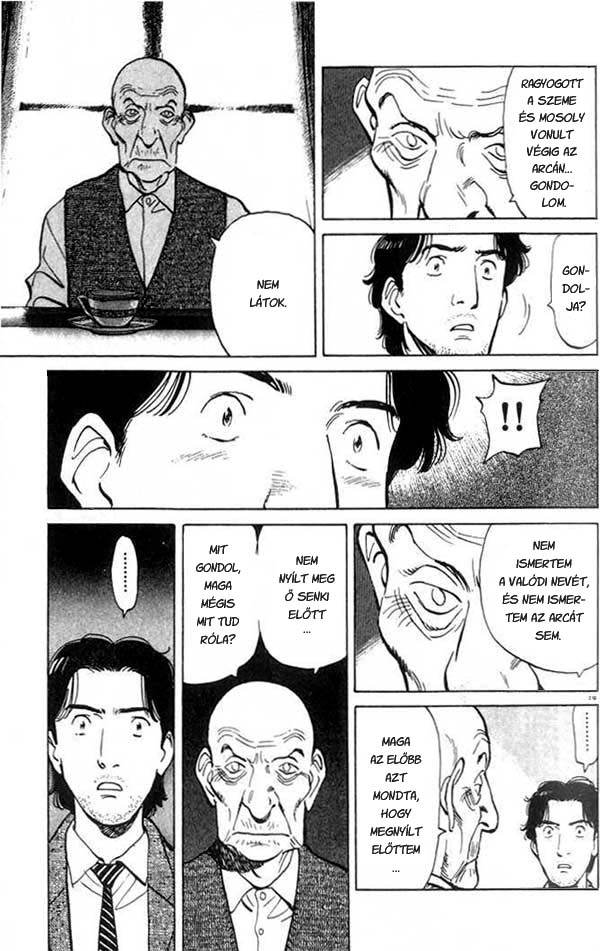 RAGYOGOTT
A SZEME
ÉS MOSOLY
VONULT
VÉGIG AZ
ARCÁN...
GONDO-
LOM.
GON-
DOL-
JA?
NEM
LÁTOK.
!!
NEM
ISMERTEM
A VALÓDI NEVÉT,
ÉS NEM ISMER-
TEM AZ ARCÁT
SEM.
19
.......
MAGA
AZ ELŐBB
AZT
MONDTA,
HOGY
MEGNYÍLT
ELŐTTEM
...
NEM
NYÍLT MEG
Ő SENKI
ELŐTT
...
MIT
GONDOL,
MAGA
MÉGIS
MIT TUD
RÓLA?
.......